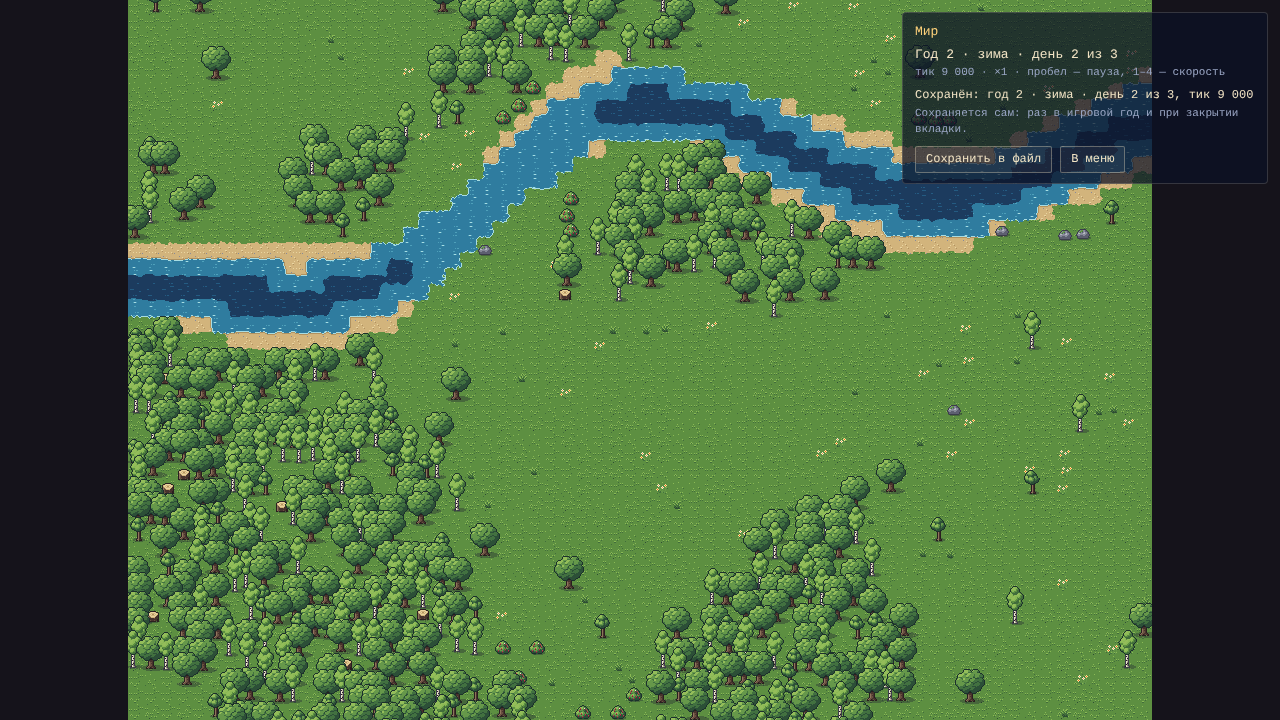 Мир
Год 2 · зима · день 2 из 3
тик 9 000 · ×1 · пробел — пауза, 1–4 — скорость
Сохранён: год 2 · зима · день 2 из 3, тик 9 000
Сохраняется сам: раз в игровой год и при закрытии
вкладки.
Сохранить в файл
В меню